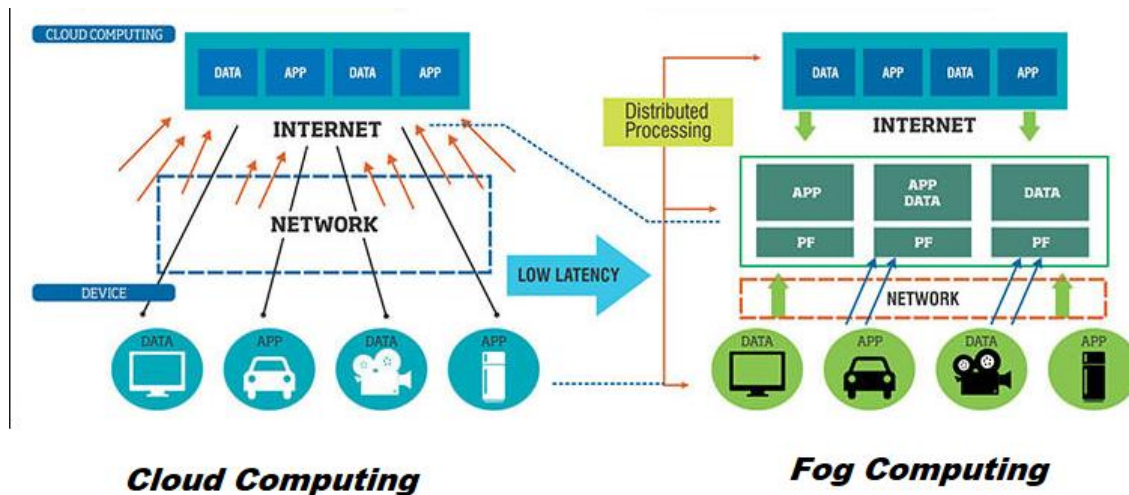 CLOUD COMPUTING
DATA APP DATA APP
INTERNET
NETWORK
DEVICE
DATA APP DATA APP
Cloud Computing
LOW LATENCY
Distributed
Processing
DATA APP DATA APP
INTERNET
APP APP DATA DATA
PF PF PF
NETWORK
DATA APP DATA APP
Fog Computing